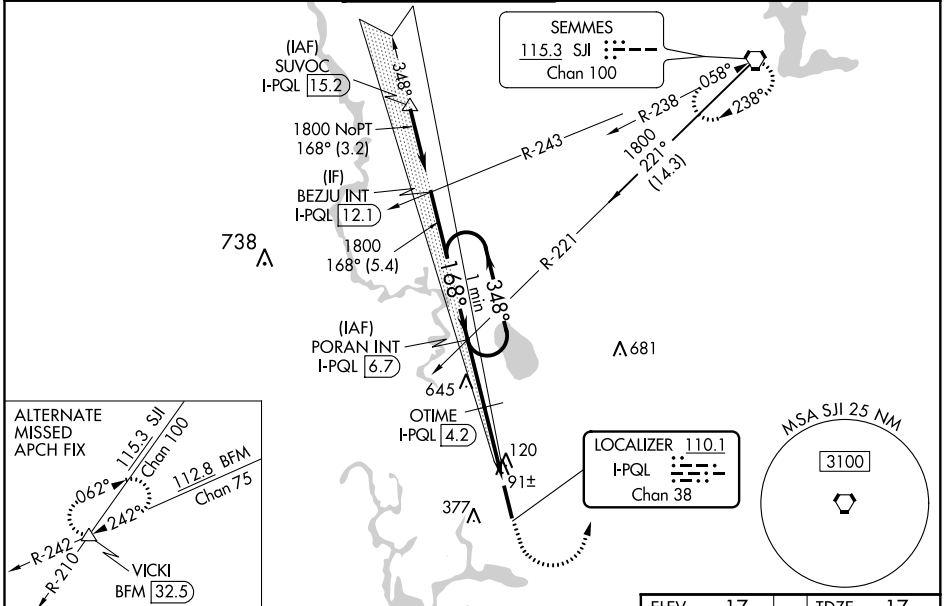 SEMMES
115.3 SJI
Chan 100
(IAF)
SUVOC
I-PQL 15.2
348°
058°
238°
R-238
R-243
1800 NoPT
168° (3.2)
1800
221°
(14.3)
(IF)
BEZJU INT
I-PQL 12.1
R-221
738
1800
168° (5.4)
168°
1 min
348°
(IAF)
PORAN INT
I-PQL 6.7
681
645
OTIME
I-PQL 4.2
120
91±
377
LOCALIZER 110.1
I-PQL
Chan 38
MSA SJI 25 NM
3100
ALTERNATE
MISSED
APCH FIX
115.3 SJI
Chan 100
112.8 BFM
Chan 75
062°
242°
R-242
R-210
VICKI
BFM 32.5
ELEV 17
TDZE 17